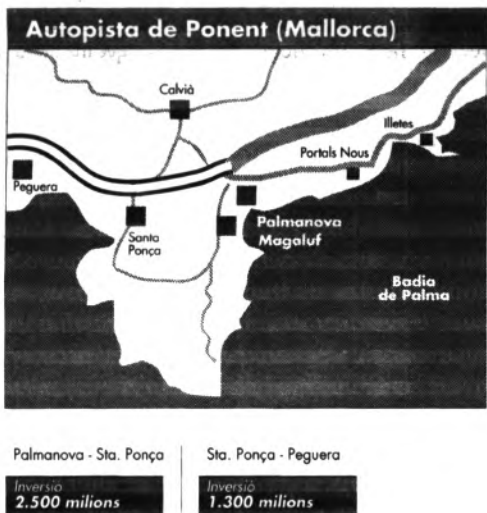 Autopista de Ponent (Mallorca)
Calvià
Illetes
Portals Nous
Peguera
Palmanova
Magaluf
Santa
Ponça
Badia
de Palma
Palmanova - Sta. Ponça
Sta. Ponça - Peguera
Inversió
2.500 milions
Inversió
1.300 milions